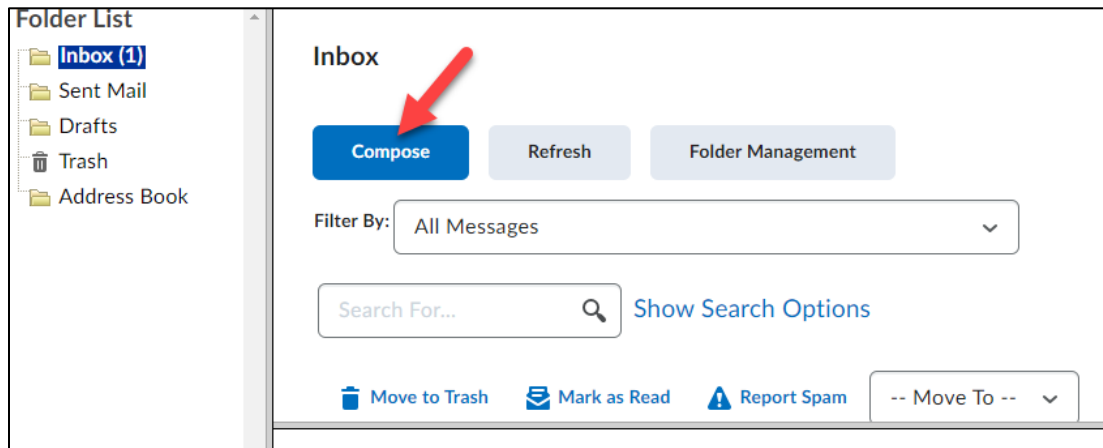 Folder List
Inbox (1)
Sent Mail
Drafts
Trash
Address Book
Inbox
Compose Refresh Folder Management
Filter By: All Messages
Search For... Show Search Options
Move to Trash Mark as Read Report Spam -- Move To --